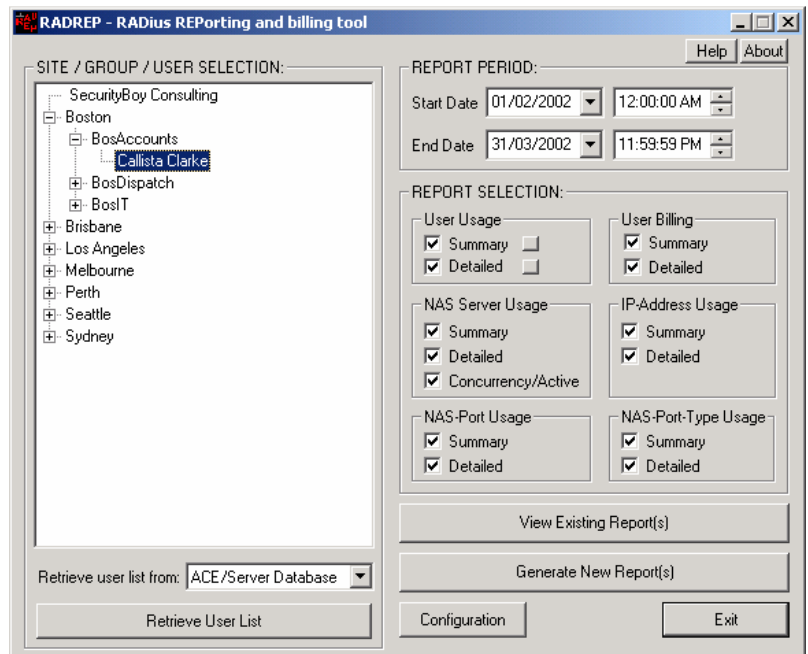 RADREP - RADius REPorting and billing tool
Help About
SITE / GROUP / USER SELECTION:
SecurityBoy Consulting
Boston
BosAccounts
Callista Clarke
BosDispatch
BosIT
Brisbane
Los Angeles
Melbourne
Perth
Seattle
Sydney
Retrieve user list from: ACE/Server Database
Retrieve User List
REPORT PERIOD:
Start Date 01/02/2002 12:00:00 AM
End Date 31/03/2002 11:59:59 PM
REPORT SELECTION:
User Usage
Summary
Detailed
User Billing
Summary
Detailed
NAS Server Usage
Summary
Detailed
Concurrency/Active
IP-Address Usage
Summary
Detailed
NAS-Port Usage
Summary
Detailed
NAS-Port-Type Usage
Summary
Detailed
View Existing Report(s)
Generate New Report(s)
Configuration
Exit